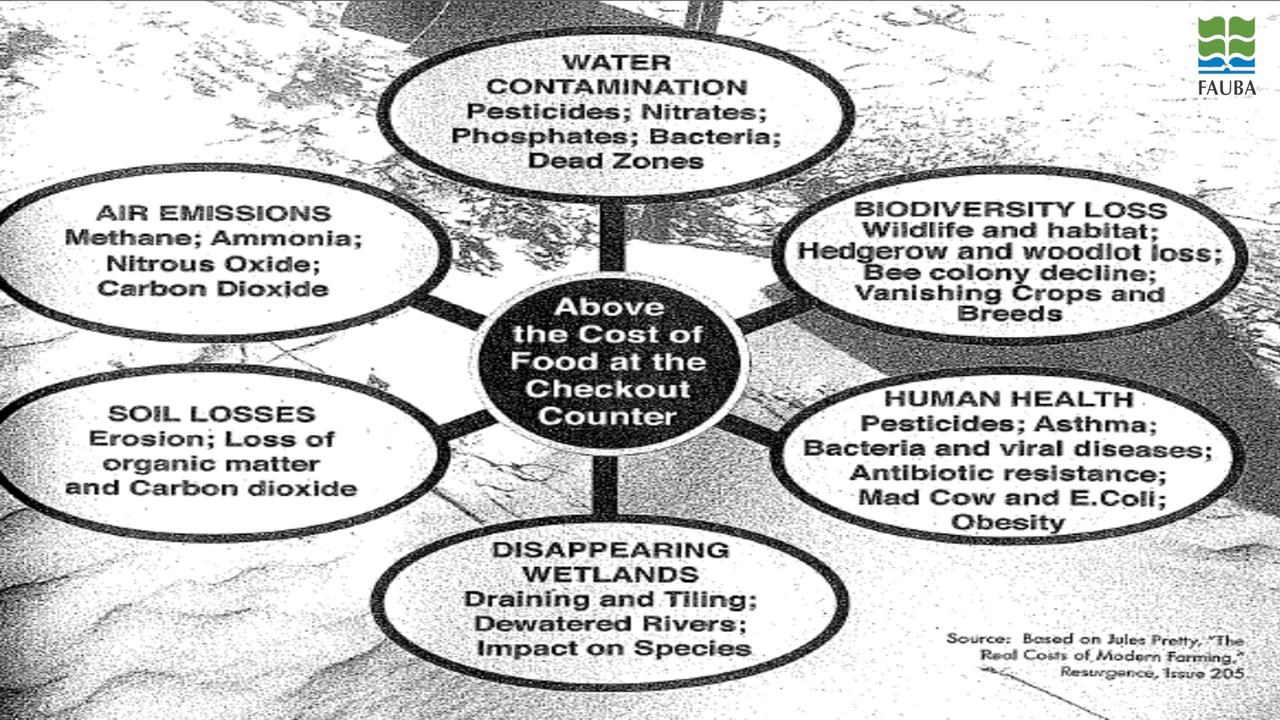 FAUBA
WATER
CONTAMINATION
Pesticides; Nitrates;
Phosphates; Bacteria;
Dead Zones
AIR EMISSIONS
Methane; Ammonia;
Nitrous Oxide;
Carbon Dioxide
BIODIVERSITY LOSS
Wildlife and habitat;
Hedgerow and woodlot loss;
Bee colony decline;
Vanishing Crops and
Breeds
Above
the Cost of
Food at the
Checkout
Counter
SOIL LOSSES
Erosion; Loss of
organic matter
and Carbon dioxide
HUMAN HEALTH
Pesticides; Asthma;
Bacteria and viral diseases;
Antibiotic resistance;
Mad Cow and E.Coli;
Obesity
DISAPPEARING
WETLANDS
Draining and Tiling;
Dewatered Rivers;
Impact on Species
Source: Based on Jules Pretty, "The
Real Costs of Modern Farming,"
Resurgence, Issue 205